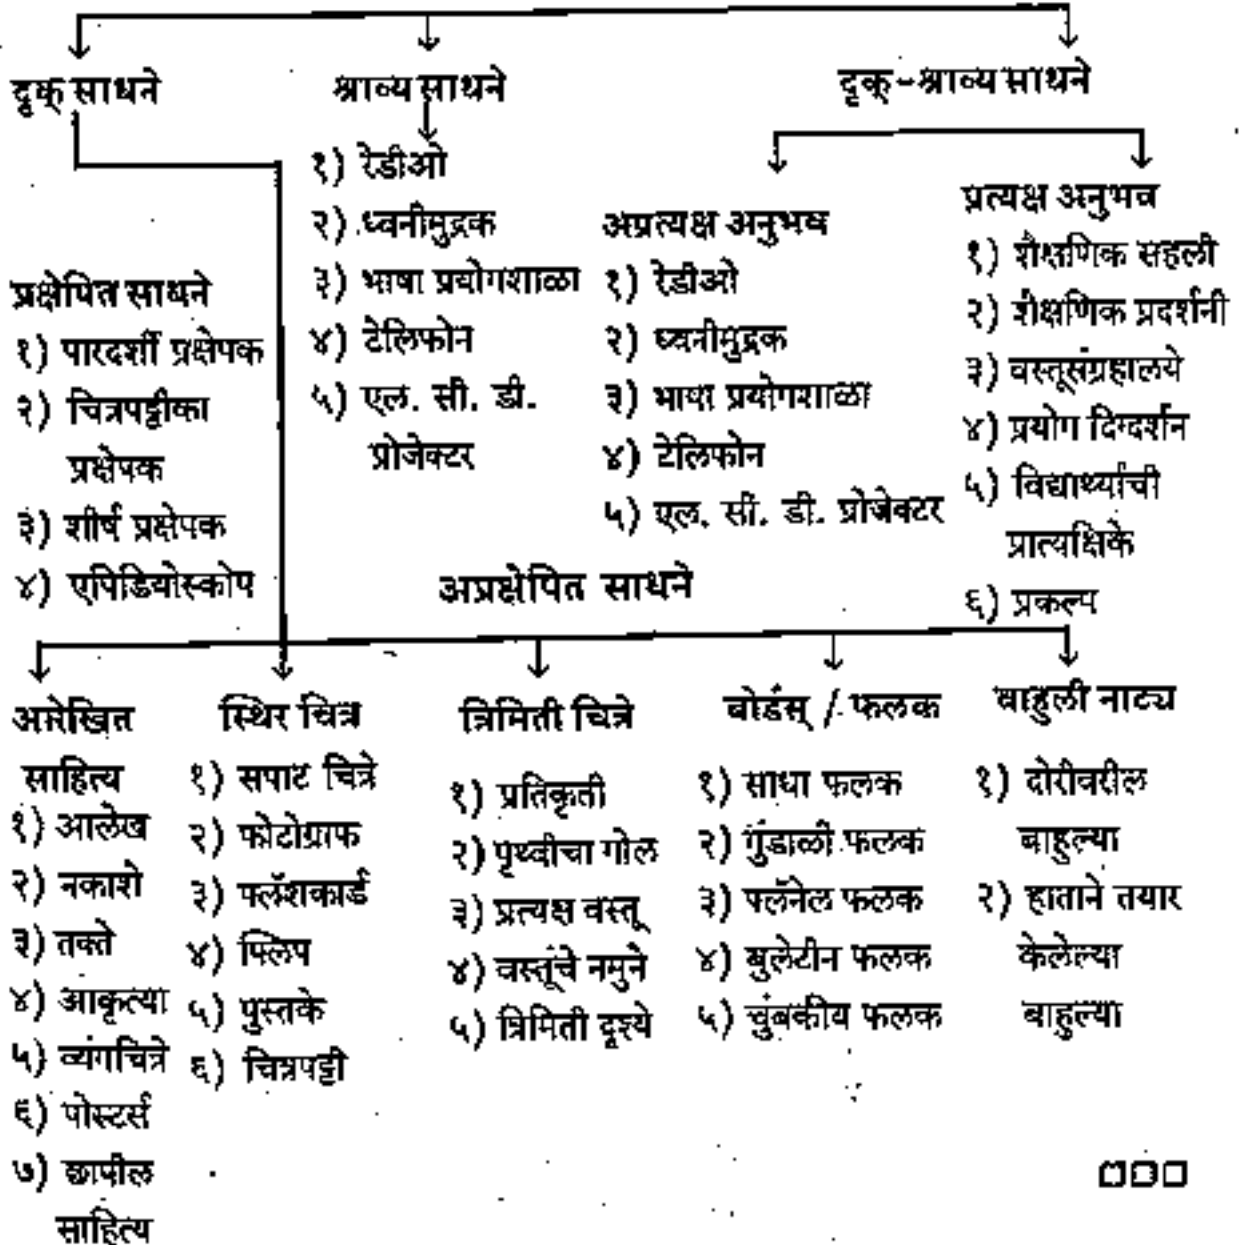 दृक् साधने
श्राव्य साधने
दृक्-श्राव्य साधने
१) रेडीओ
२) ध्वनीमुद्रक
३) भाषा प्रयोगशाळा
४) टेलिफोन
५) एल. सी. डी.
प्रोजेक्टर
अप्रत्यक्ष अनुभव
१) रेडीओ
२) ध्वनीमुद्रक
३) भाषा प्रयोगशाळा
४) टेलिफोन
५) एल. सी. डी. प्रोजेक्टर
प्रत्यक्ष अनुभव
१) शैक्षणिक सहली
२) शैक्षणिक प्रदर्शनी
३) वस्तूसंग्रहालये
४) प्रयोग दिग्दर्शन
५) विद्यार्थ्यांची
प्रात्यक्षिके
६) प्रकल्प
प्रक्षेपित साधने
१) पारदर्शी प्रक्षेपक
२) चित्रपट्टीका
प्रक्षेपक
३) शीर्ष प्रक्षेपक
४) एपिडियोस्कोप
अप्रक्षेपित साधने
आरेखित
साहित्य
१) आलेख
२) नकाशे
३) तक्ते
४) आकृत्या
५) व्यंगचित्रे
६) पोस्टर्स
७) छापील
साहित्य
स्थिर चित्र
१) सपाट चित्रे
२) फोटोग्राफ
३) फ्लॅशकार्ड
४) फ्लिप
५) पुस्तके
६) चित्रपट्टी
त्रिमिती चित्रे
१) प्रतिकृती
२) पृथ्वीचा गोल
३) प्रत्यक्ष वस्तू
४) वस्तूंचे नमुने
५) त्रिमिती दृश्ये
बोर्डस् / फलक
१) साधा फलक
२) गुंडाळी फलक
३) फ्लॅनेल फलक
४) बुलेटीन फलक
५) चुंबकीय फलक
बाहुली नाट्य
१) दोरीवरील
बाहुल्या
२) हाताने तयार
केलेल्या
बाहुल्या